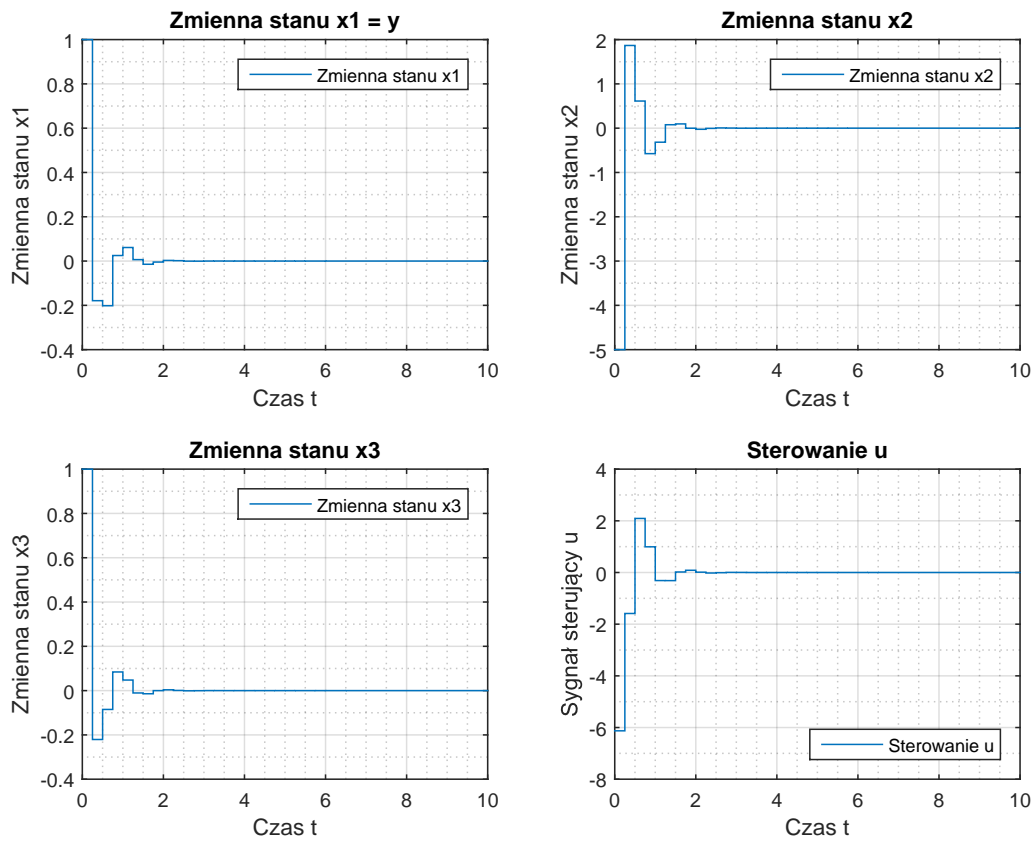 Zmienna stanu x1 = y
Zmienna stanu x1
1
0.8
0.6
0.4
0.2
0
-0.2
-0.4
Zmienna stanu x1
0 2 4 6 8 10
Czas t
Zmienna stanu x2
Zmienna stanu x2
2
1
0
-1
-2
-3
-4
-5
Zmienna stanu x2
0 2 4 6 8 10
Czas t
Zmienna stanu x3
Zmienna stanu x3
1
0.8
0.6
0.4
0.2
0
-0.2
-0.4
Zmienna stanu x3
0 2 4 6 8 10
Czas t
Sterowanie u
Sygnał sterujący u
4
2
0
-2
-4
-6
-8
Sterowanie u
0 2 4 6 8 10
Czas t